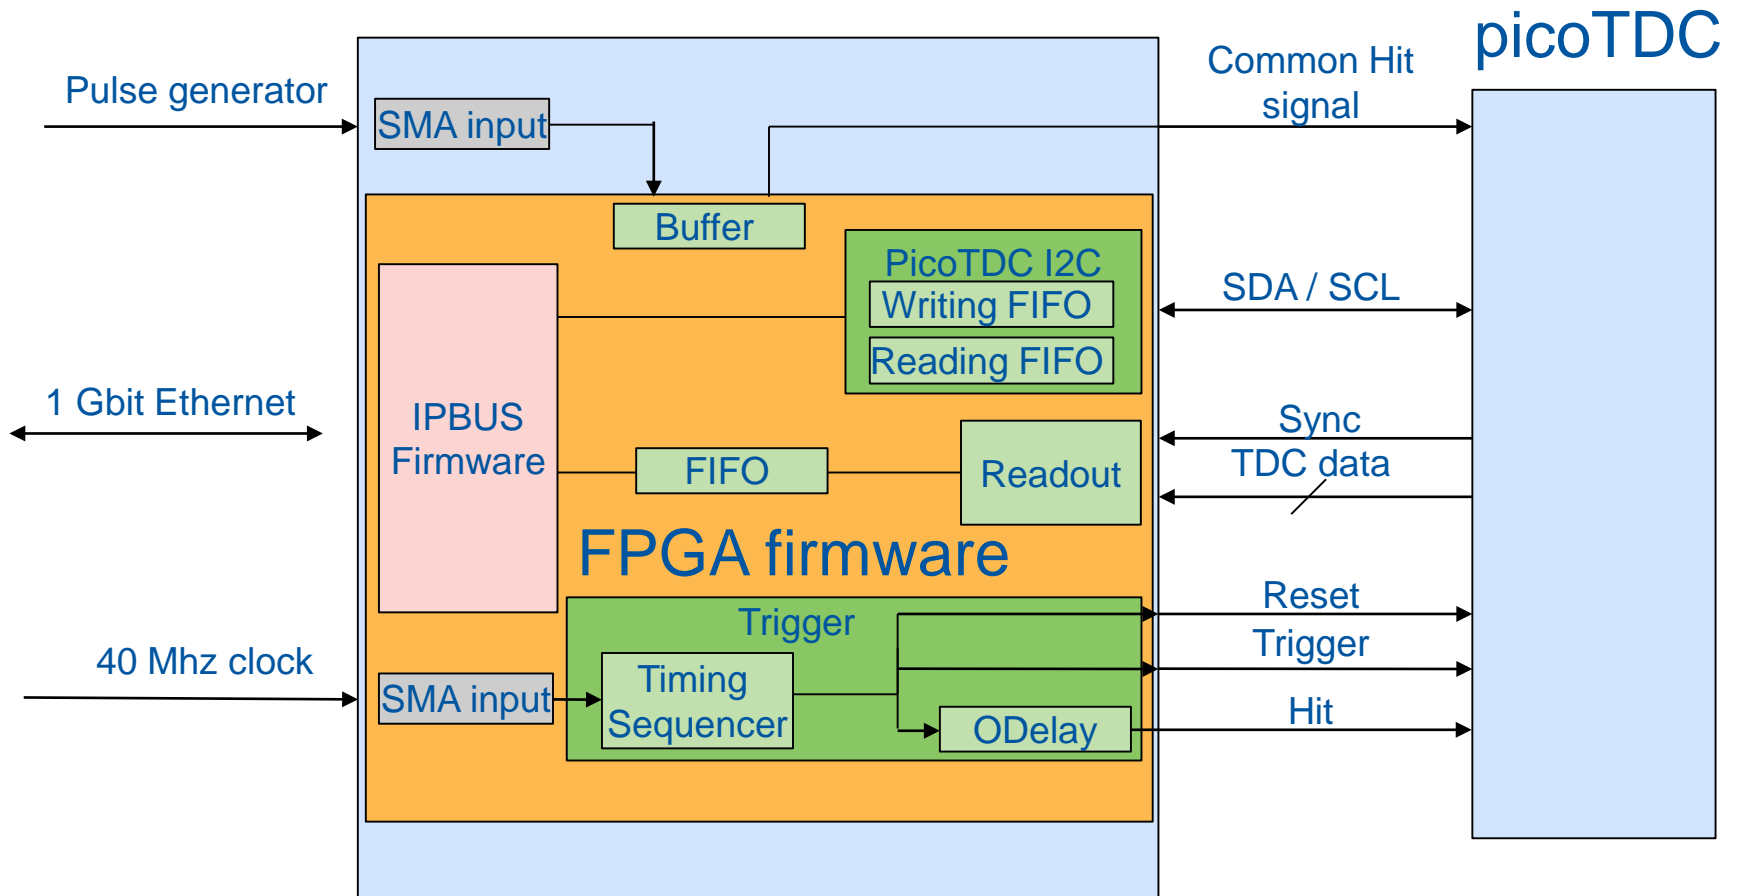 picoTDC
Pulse generator
SMA input
Common Hit
signal
Buffer
PicoTDC I2C
Writing FIFO
Reading FIFO
SDA / SCL
1 Gbit Ethernet
IPBUS
Firmware
FIFO
Readout
Sync
TDC data
FPGA firmware
Trigger
Reset
Trigger
40 Mhz clock
SMA input
Timing
Sequencer
ODelay
Hit